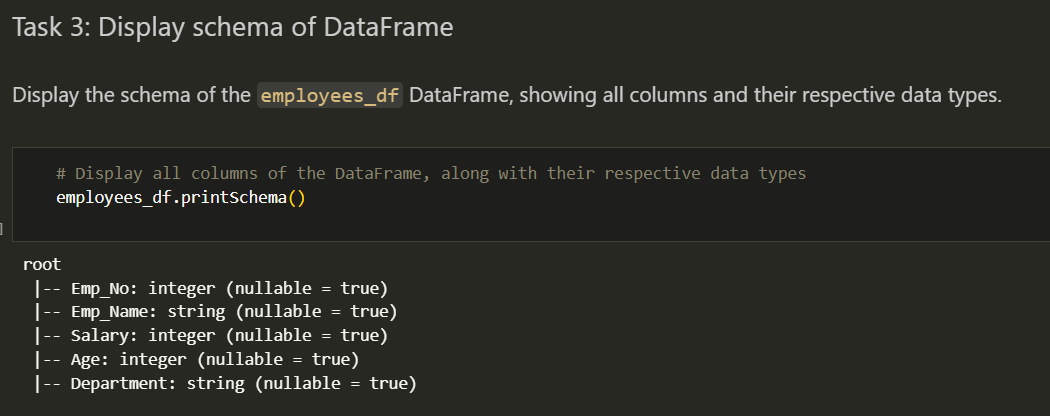 Task 3: Display schema of DataFrame
Display the schema of the employees_df DataFrame, showing all columns and their respective data types.
# Display all columns of the DataFrame, along with their respective data types
employees_df.printSchema()
]
root
 |-- Emp_No: integer (nullable = true)
 |-- Emp_Name: string (nullable = true)
 |-- Salary: integer (nullable = true)
 |-- Age: integer (nullable = true)
 |-- Department: string (nullable = true)